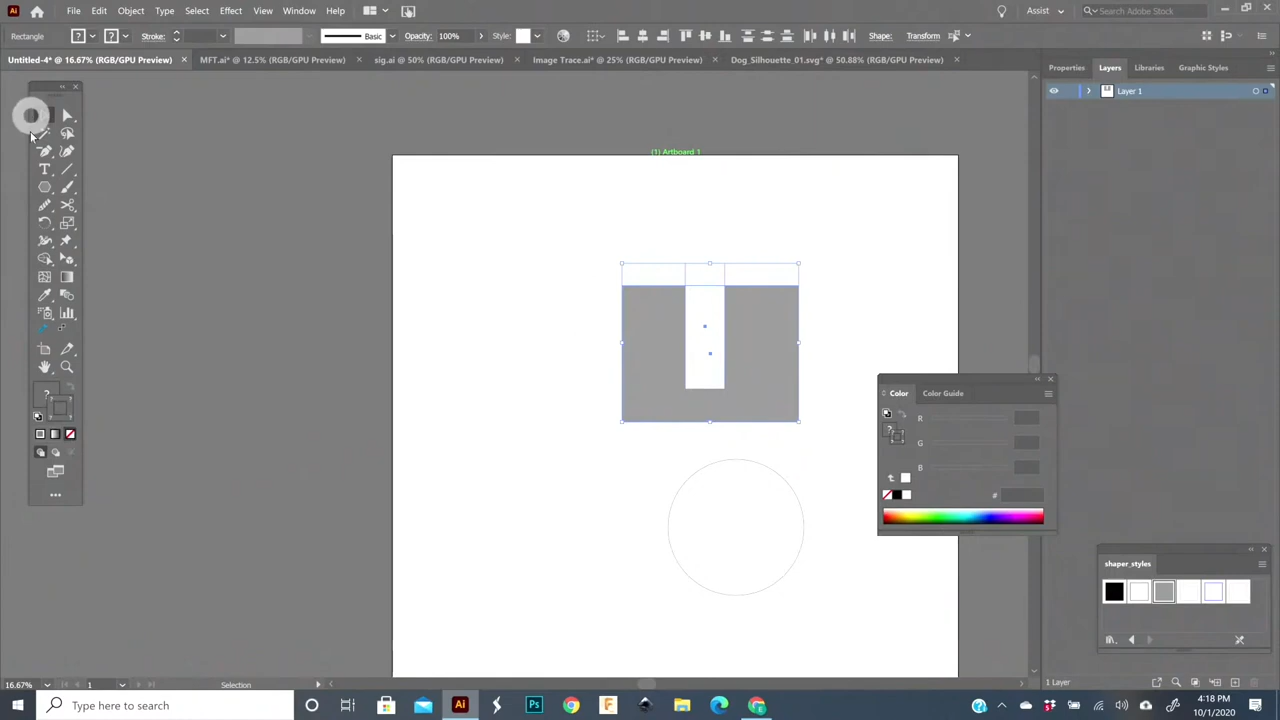 Ai File Edit Object Type Select Effect View Window Help Assist Search Adobe Stock
Rectangle ? ? Stroke: Basic Opacity: 100% Style: Shape: Transform
Untitled-4* @ 16.67% (RGB/GPU Preview) × MFT.ai* @ 12.5% (RGB/GPU Preview) × sig.ai @ 50% (RGB/GPU Preview) × Image Trace.ai* @ 25% (RGB/GPU Preview) × Dog_Silhouette_01.svg* @ 50.88% (RGB/GPU Preview) ×
Properties Layers Libraries Graphic Styles
Layer 1
(1) Artboard 1
T
?
Color Color Guide
R
?
G
B
#
shaper_styles
16.67% 1 Selection
1 Layer
Type here to search
Ai Ps
4:18 PM
10/1/2020